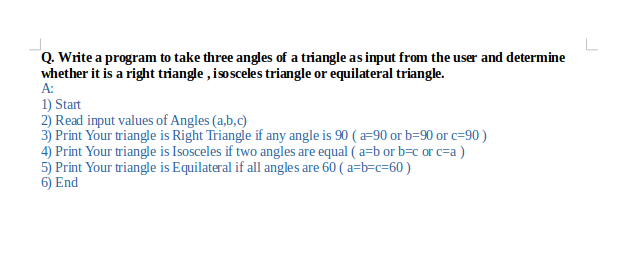 Q. Write a program to take three angles of a triangle as input from the user and determine
whether it is a right triangle , isosceles triangle or equilateral triangle.
A:
1) Start
2) Read input values of Angles (a,b,c)
3) Print Your triangle is Right Triangle if any angle is 90 ( a=90 or b=90 or c=90 )
4) Print Your triangle is Isosceles if two angles are equal ( a=b or b=c or c=a )
5) Print Your triangle is Equilateral if all angles are 60 ( a=b=c=60 )
6) End